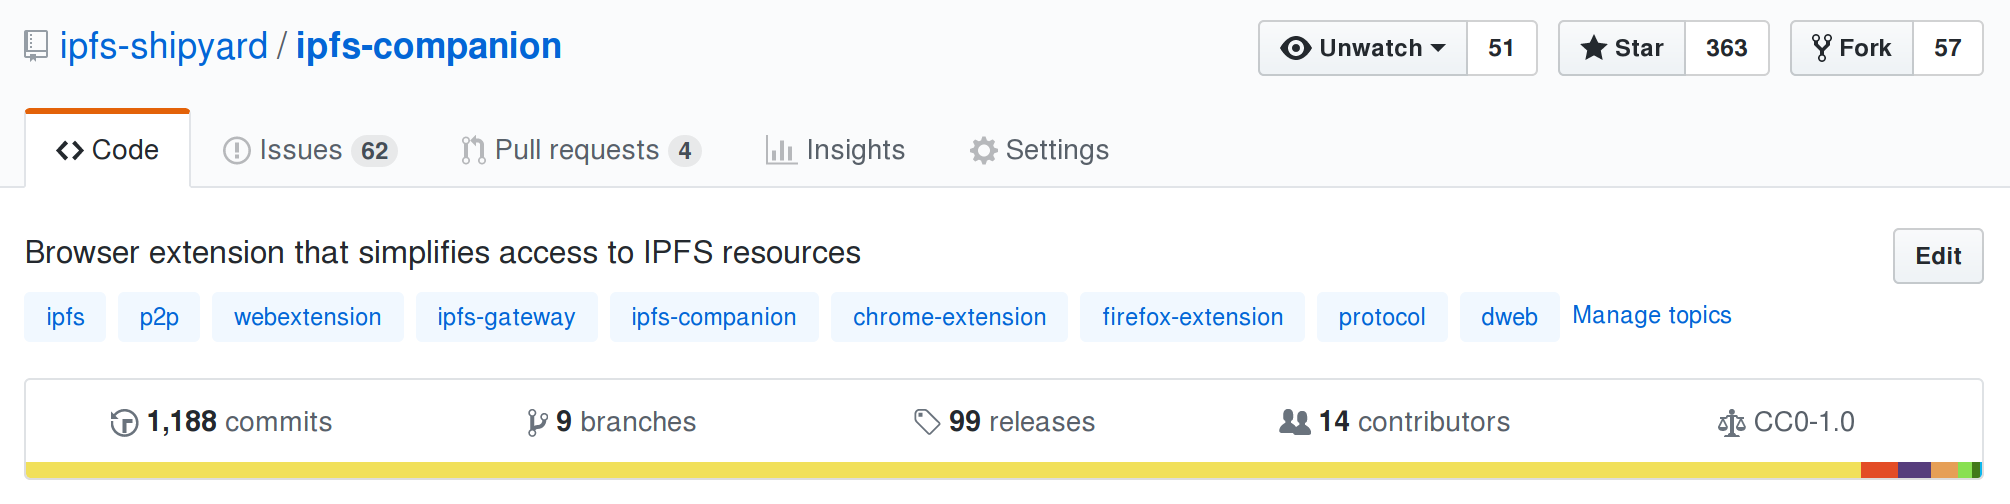 ipfs-shipyard / ipfs-companion Unwatch 51 Star 363 Fork 57
Code Issues 62 Pull requests 4 Insights Settings
Browser extension that simplifies access to IPFS resources Edit
ipfs p2p webextension ipfs-gateway ipfs-companion chrome-extension firefox-extension protocol dweb Manage topics
1,188 commits 9 branches 99 releases 14 contributors CC0-1.0